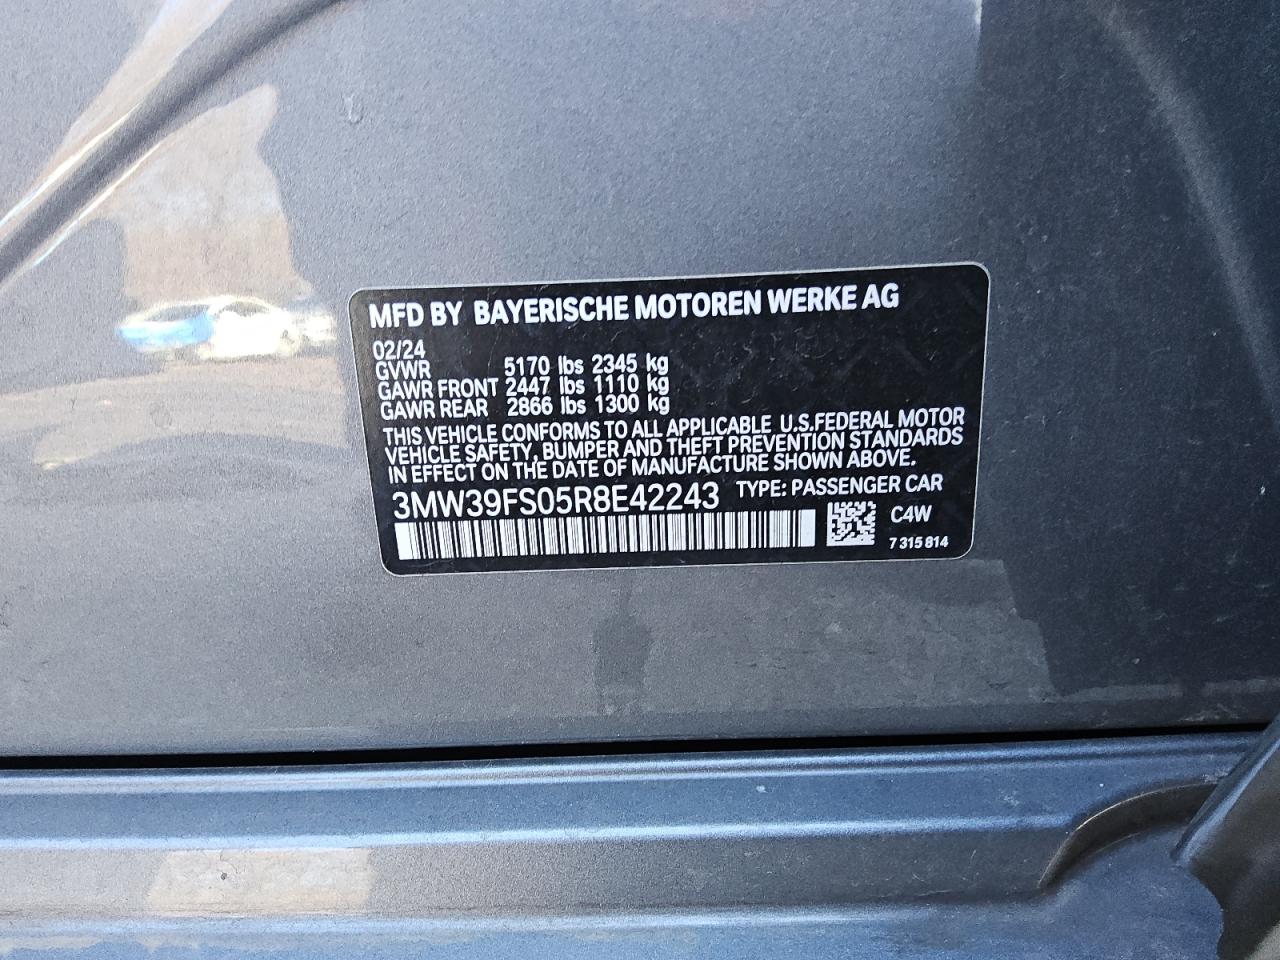 MFD BY BAYERISCHE MOTOREN WERKE AG
02/24
GVWR 5170 lbs 2345 kg
GAWR FRONT 2447 lbs 1110 kg
GAWR REAR 2866 lbs 1300 kg
THIS VEHICLE CONFORMS TO ALL APPLICABLE U.S.FEDERAL MOTOR
VEHICLE SAFETY, BUMPER AND THEFT PREVENTION STANDARDS
IN EFFECT ON THE DATE OF MANUFACTURE SHOWN ABOVE.
3MW39FS05R8E42243 TYPE: PASSENGER CAR
C4W
7 315 814